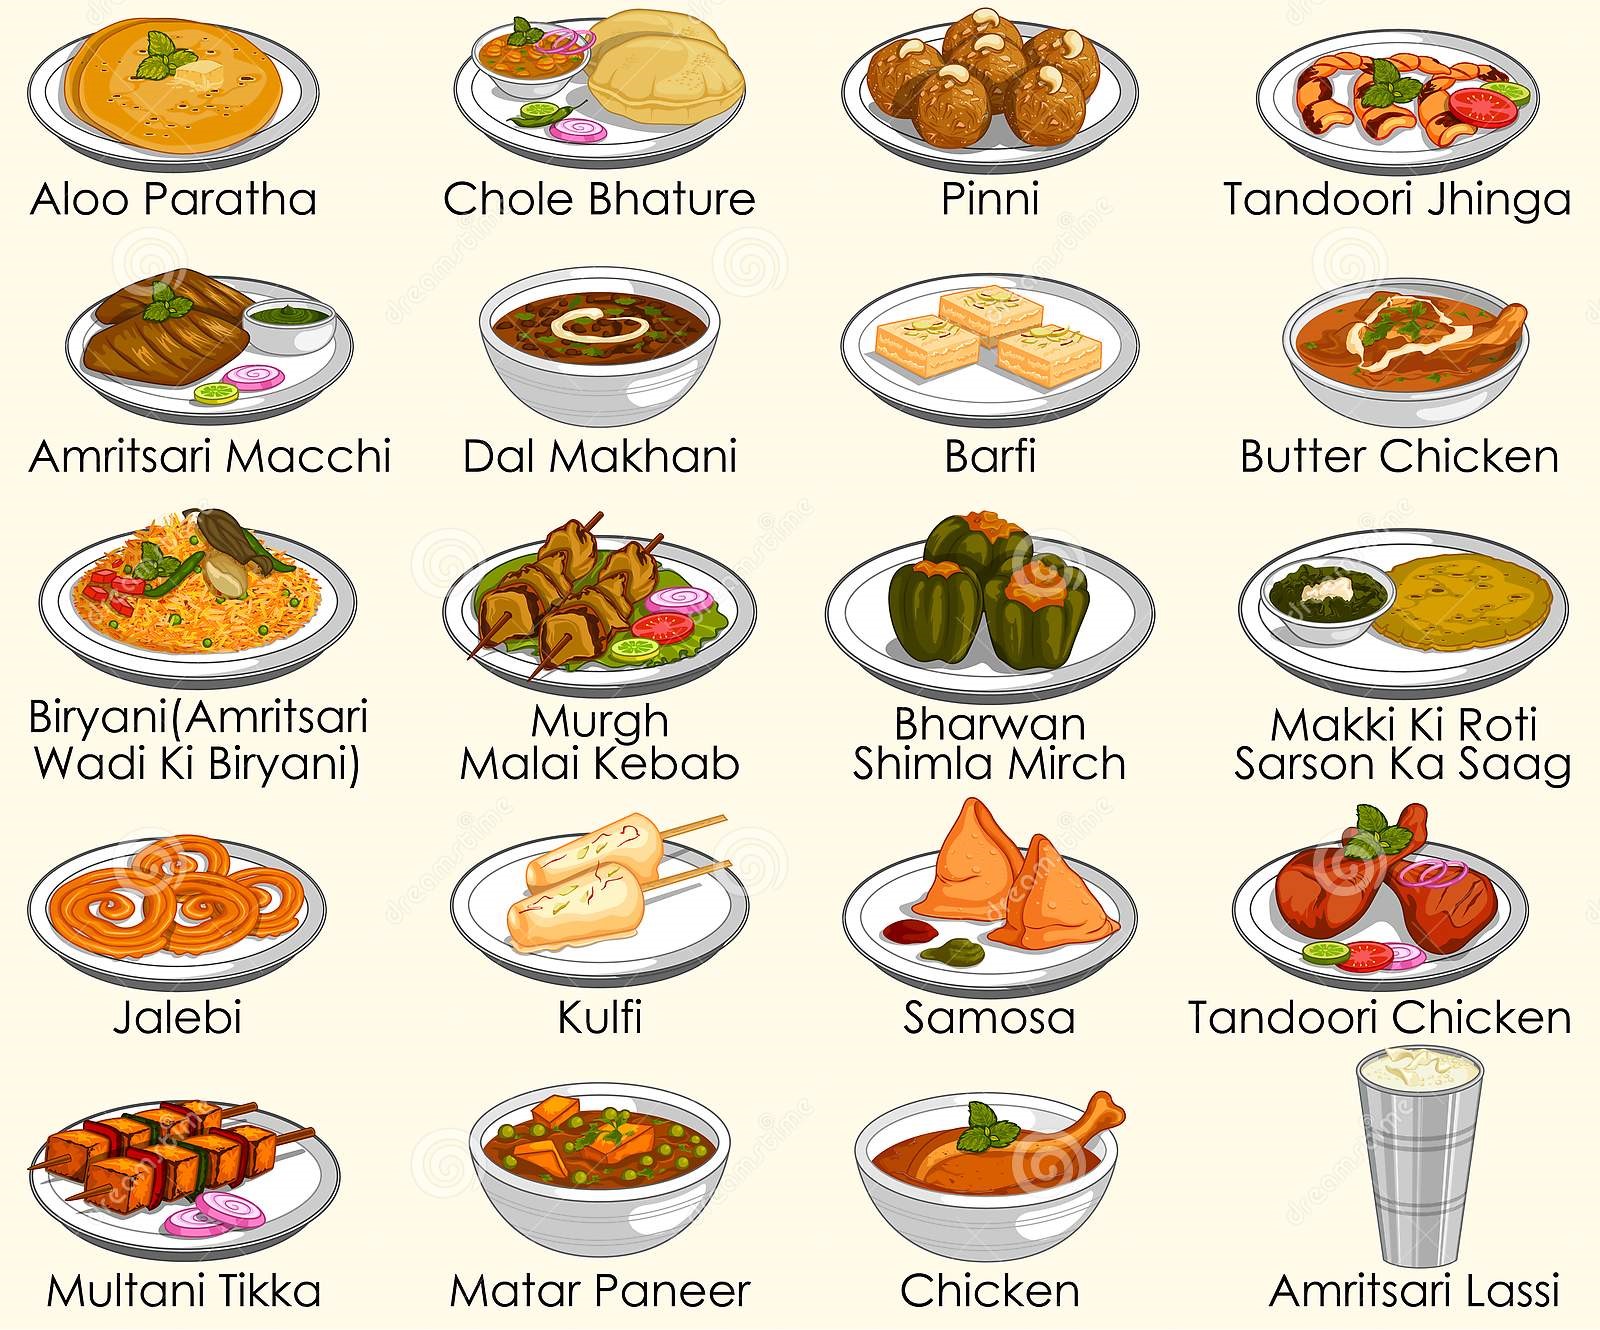 Aloo Paratha
Chole Bhature
Pinni
Tandoori Jhinga
Amritsari Macchi
Dal Makhani
Barfi
Butter Chicken
Biryani(Amritsari
Wadi Ki Biryani)
Murgh
Malai Kebab
Bharwan
Shimla Mirch
Makki Ki Roti
Sarson Ka Saag
Jalebi
Kulfi
Samosa
Tandoori Chicken
Multani Tikka
Matar Paneer
Chicken
Amritsari Lassi
dreamstime